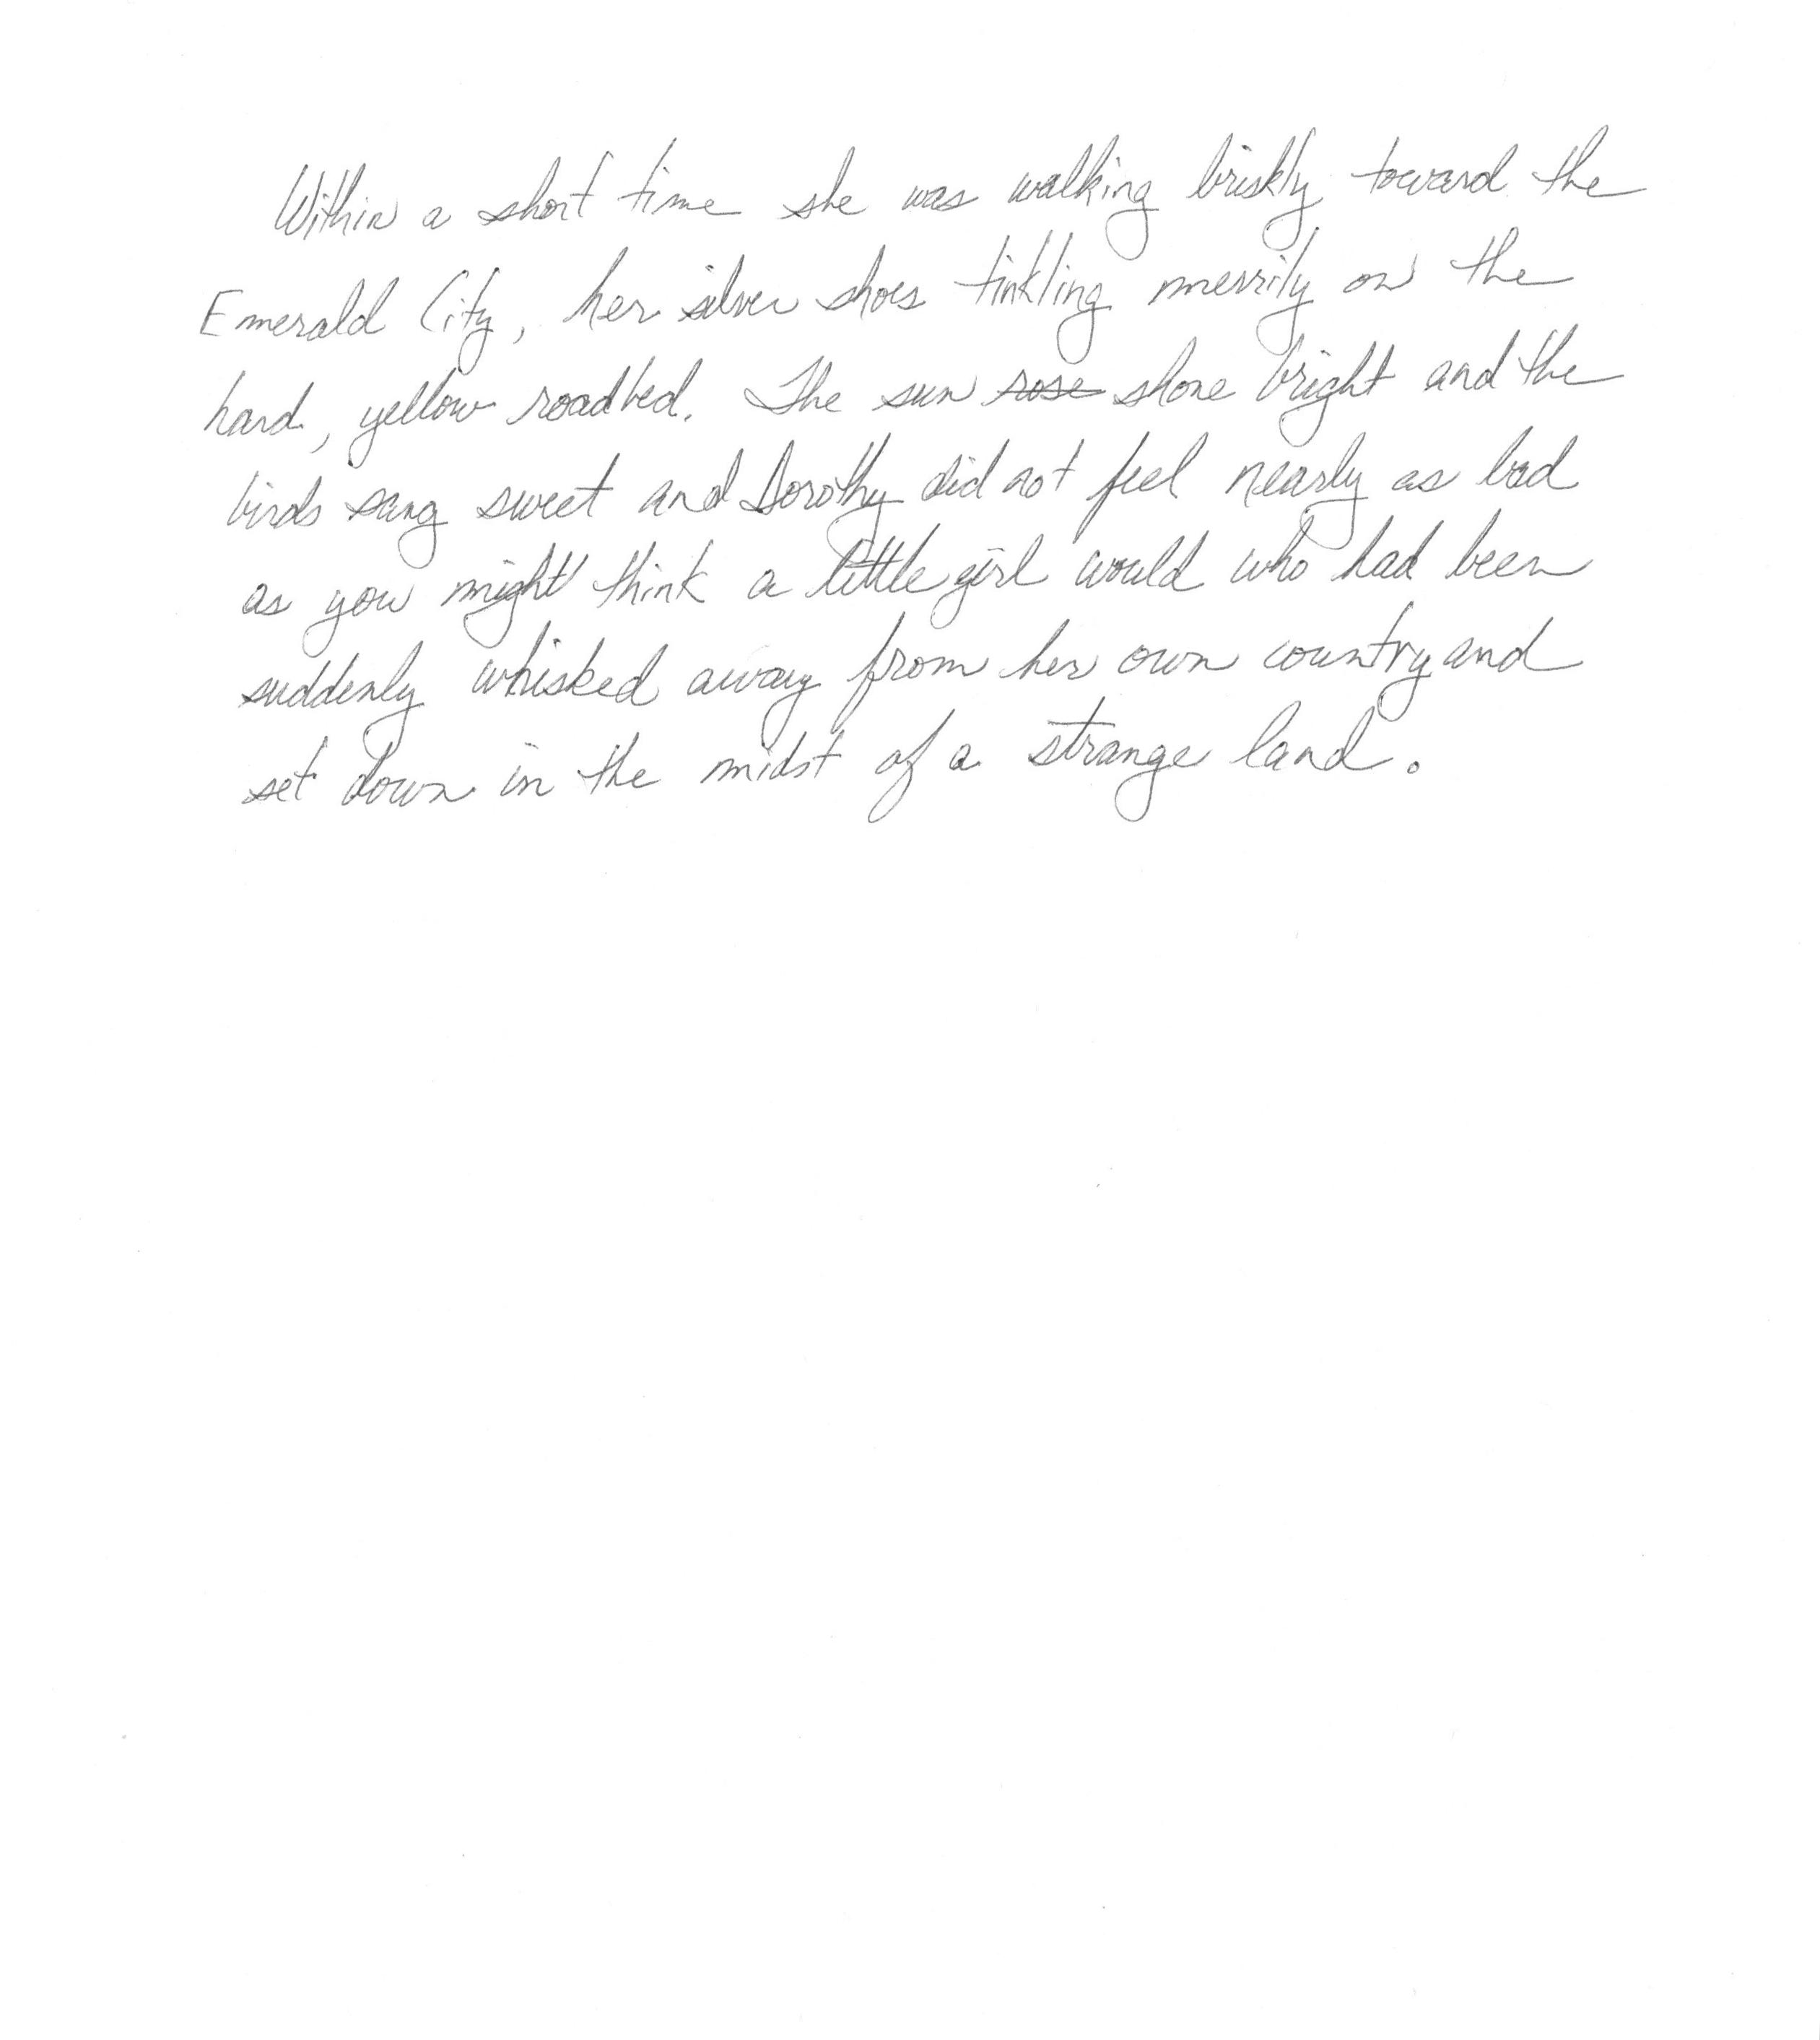 Within a short time she was walking briskly toward the
Emerald City, her silver shoes tinkling merrily on the
hard, yellow roadbed. The sun rose shone bright and the
birds sang sweet and Dorothy did not feel nearly as bad
as you might think a little girl would who had been
suddenly whisked away from her own country and
set down in the midst of a strange land.